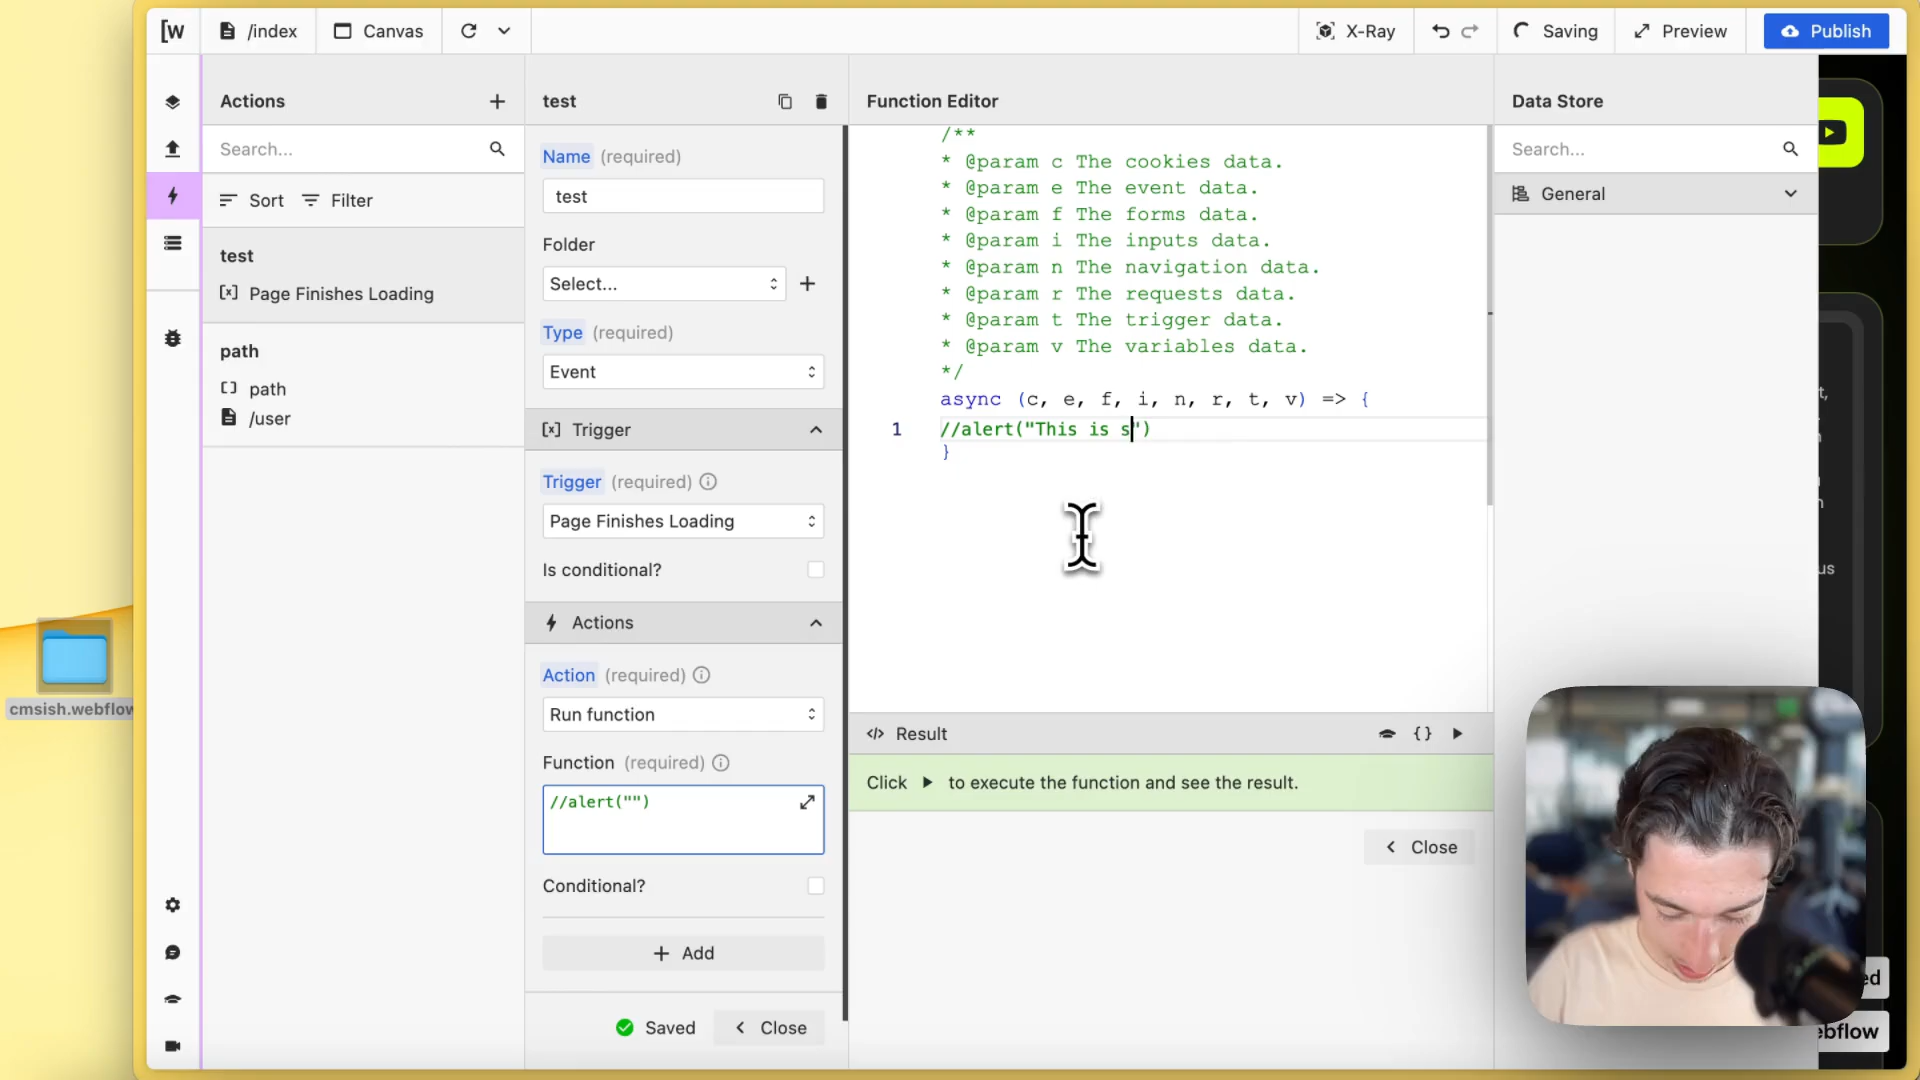 [w
/index
Canvas
X-Ray
Saving
Preview
Publish
Actions
Search...
Sort
Filter
test
Page Finishes Loading
path
path
/user
test
Name (required)
test
Folder
Select...
Type (required)
Event
Trigger
Trigger (required)
Page Finishes Loading
Is conditional?
Actions
Action (required)
Run function
Function (required)
//alert("")
Conditional?
Add
Saved
Close
Function Editor
/**
* @param c The cookies data.
* @param e The event data.
* @param f The forms data.
* @param i The inputs data.
* @param n The navigation data.
* @param r The requests data.
* @param t The trigger data.
* @param v The variables data.
*/
async (c, e, f, i, n, r, t, v) => {
1 //alert("This is s")
}
</> Result
{}
Click to execute the function and see the result.
Close
Data Store
Search...
General
cmsish.webflow
us
ed
ebflow